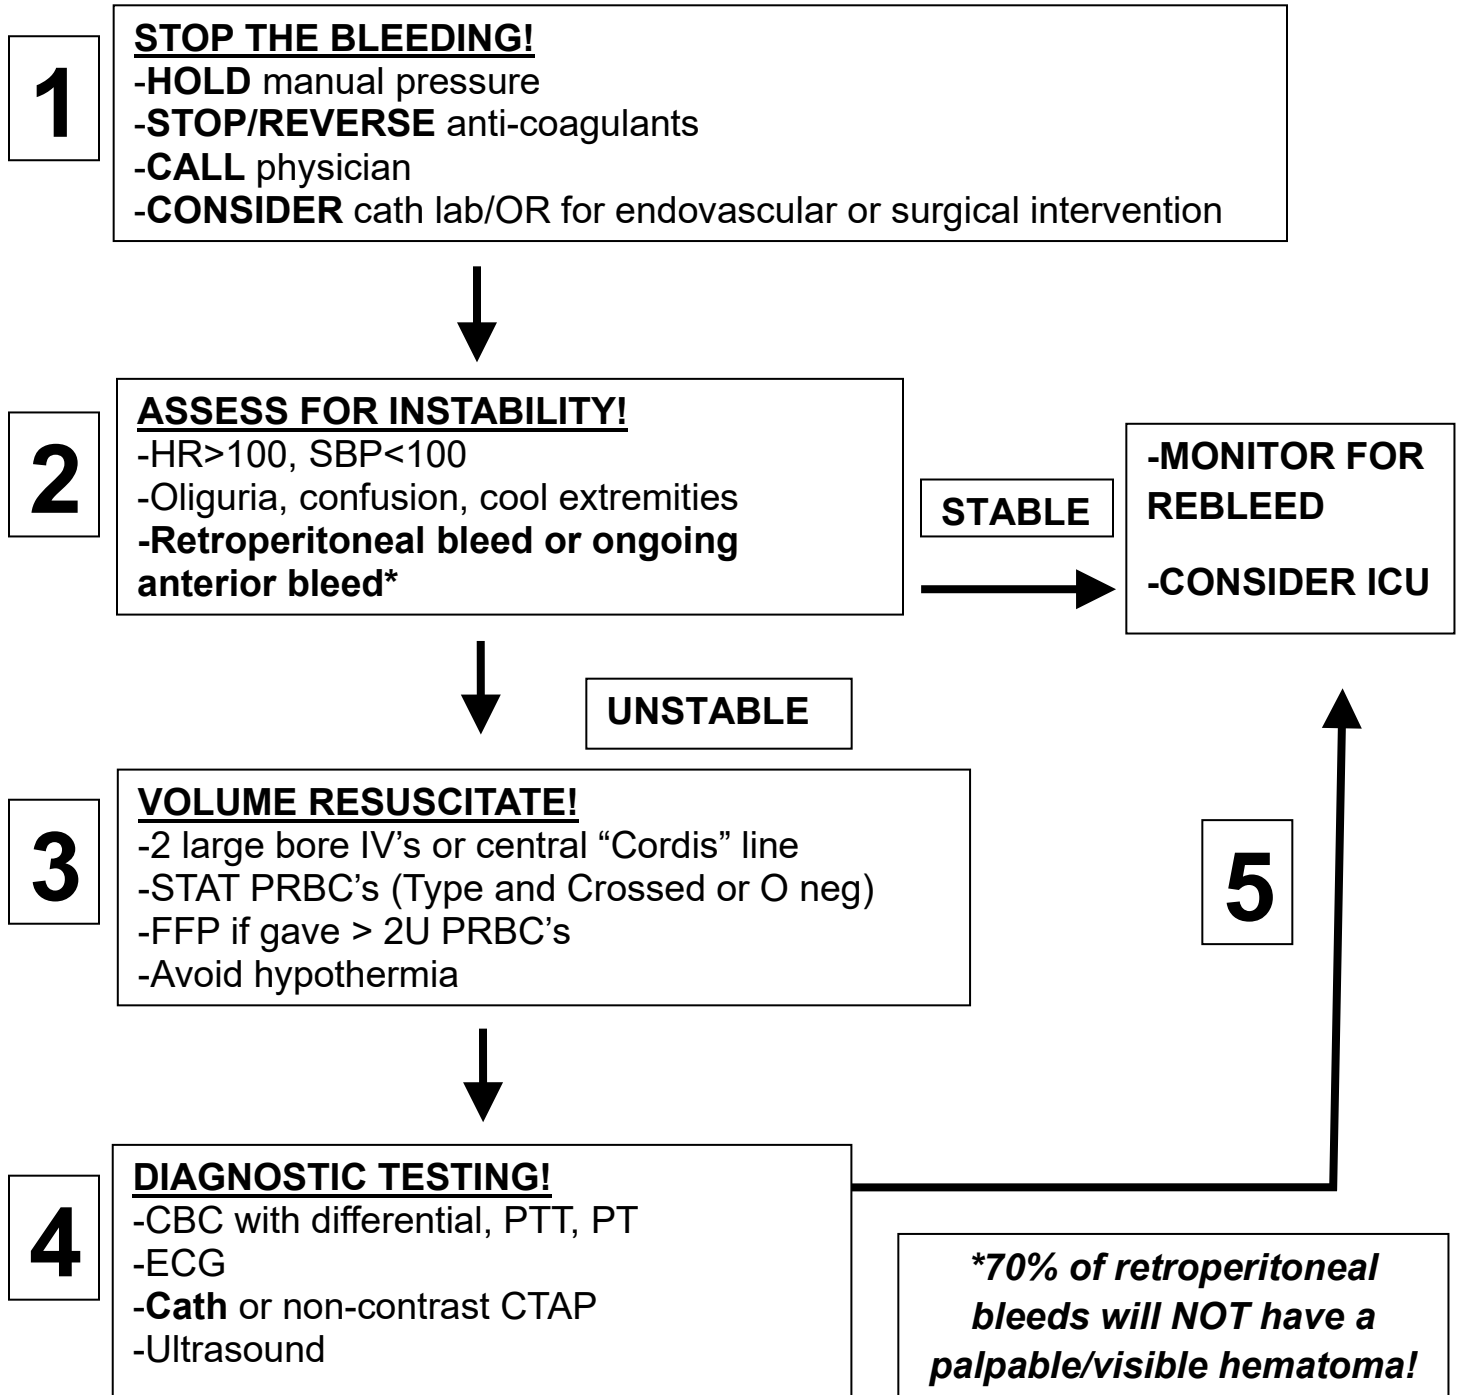 1
STOP THE BLEEDING!
-HOLD manual pressure
-STOP/REVERSE anti-coagulants
-CALL physician
-CONSIDER cath lab/OR for endovascular or surgical intervention
2
ASSESS FOR INSTABILITY!
-HR>100, SBP<100
-Oliguria, confusion, cool extremities
-Retroperitoneal bleed or ongoing
anterior bleed*
STABLE
-MONITOR FOR
REBLEED
-CONSIDER ICU
UNSTABLE
3
VOLUME RESUSCITATE!
-2 large bore IV's or central “Cordis” line
-STAT PRBC’s (Type and Crossed or O neg)
-FFP if gave > 2U PRBC’s
-Avoid hypothermia
5
4
DIAGNOSTIC TESTING!
-CBC with differential, PTT, PT
-ECG
-Cath or non-contrast CTAP
-Ultrasound
*70% of retroperitoneal
bleeds will NOT have a
palpable/visible hematoma!